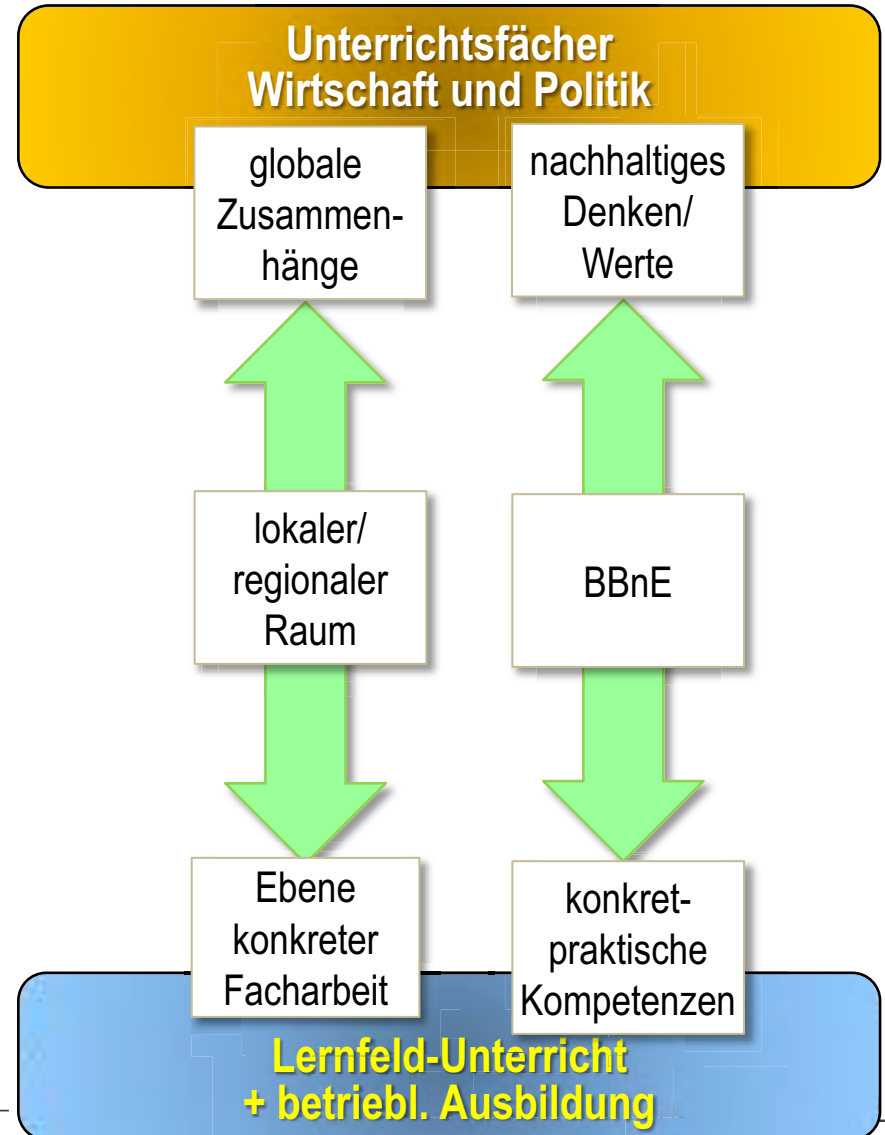 Unterrichtsfächer
Wirtschaft und Politik
globale
Zusammen-
hänge
nachhaltiges
Denken/
Werte
lokaler/
regionaler
Raum
BBnE
Ebene
konkreter
Facharbeit
konkret-
praktische
Kompetenzen
Lernfeld-Unterricht
+ betriebl. Ausbildung